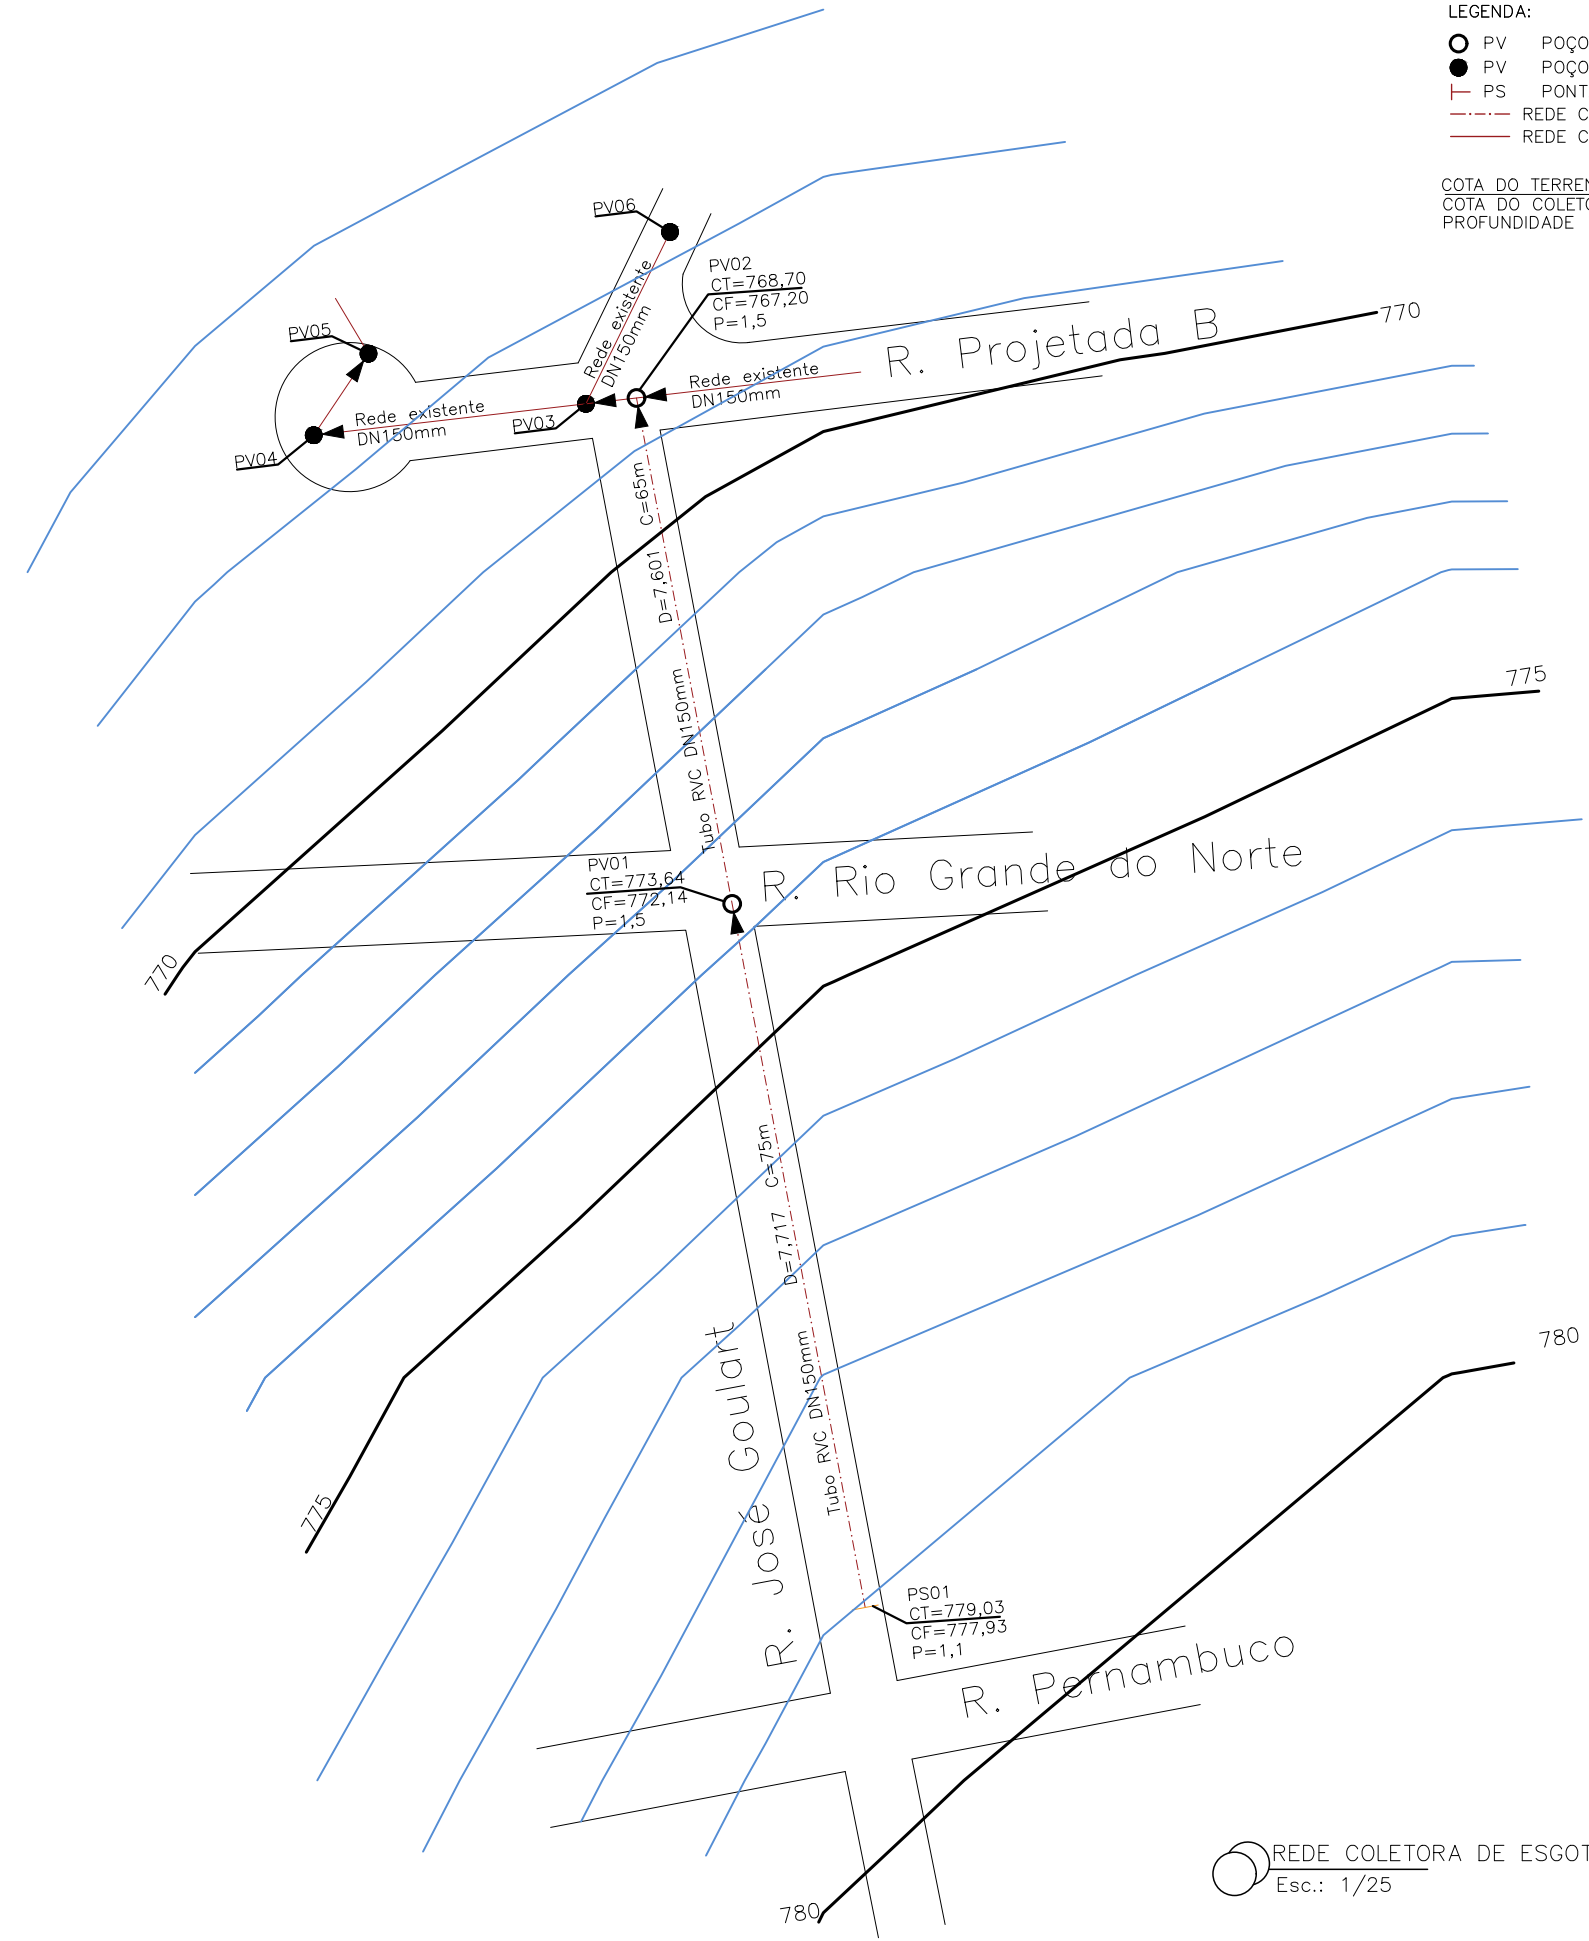 LEGENDA:
PV POÇO
PV POÇO
PS PONT
REDE C
REDE C
COTA DO TERREN
COTA DO COLETO
PROFUNDIDADE
PV06
PV02
CT=768,70
CF=767,20
P=1,5
Rede existente
DN150mm
PV05
R. Projetada B
770
Rede existente
DN150mm
Rede existente
DN150mm
PV03
PV04
C=65m
D=7,601
Tubo RVC DN150mm
775
PV01
CT=773,64
CF=772,14
P=1,5
R. Rio Grande do Norte
770
C=75m
D=7,717
Tubo RVC DN150mm
R. José Goulart
780
775
PS01
CT=779,03
CF=777,93
P=1,1
R. Pernambuco
780
REDE COLETORA DE ESGOT
Esc.: 1/25